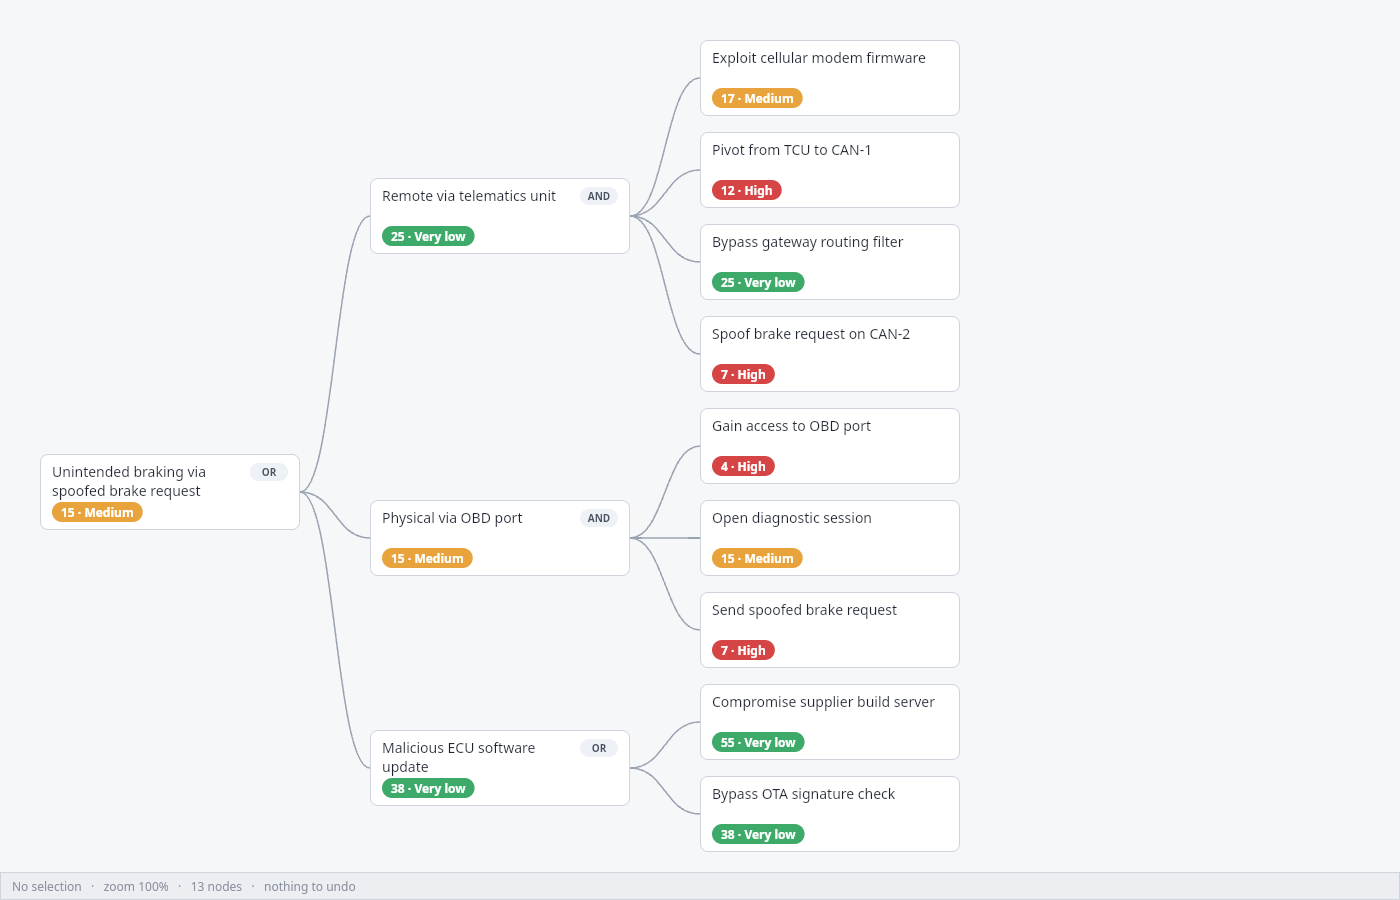 Exploit cellular modem firmware
17 · Medium
Pivot from TCU to CAN-1
12 · High
Remote via telematics unit
AND
25 · Very low
Bypass gateway routing filter
25 · Very low
Spoof brake request on CAN-2
7 · High
Gain access to OBD port
4 · High
Unintended braking via
spoofed brake request
OR
15 · Medium
Physical via OBD port
AND
15 · Medium
Open diagnostic session
15 · Medium
Send spoofed brake request
7 · High
Compromise supplier build server
55 · Very low
Malicious ECU software
update
OR
38 · Very low
Bypass OTA signature check
38 · Very low
No selection · zoom 100% · 13 nodes · nothing to undo